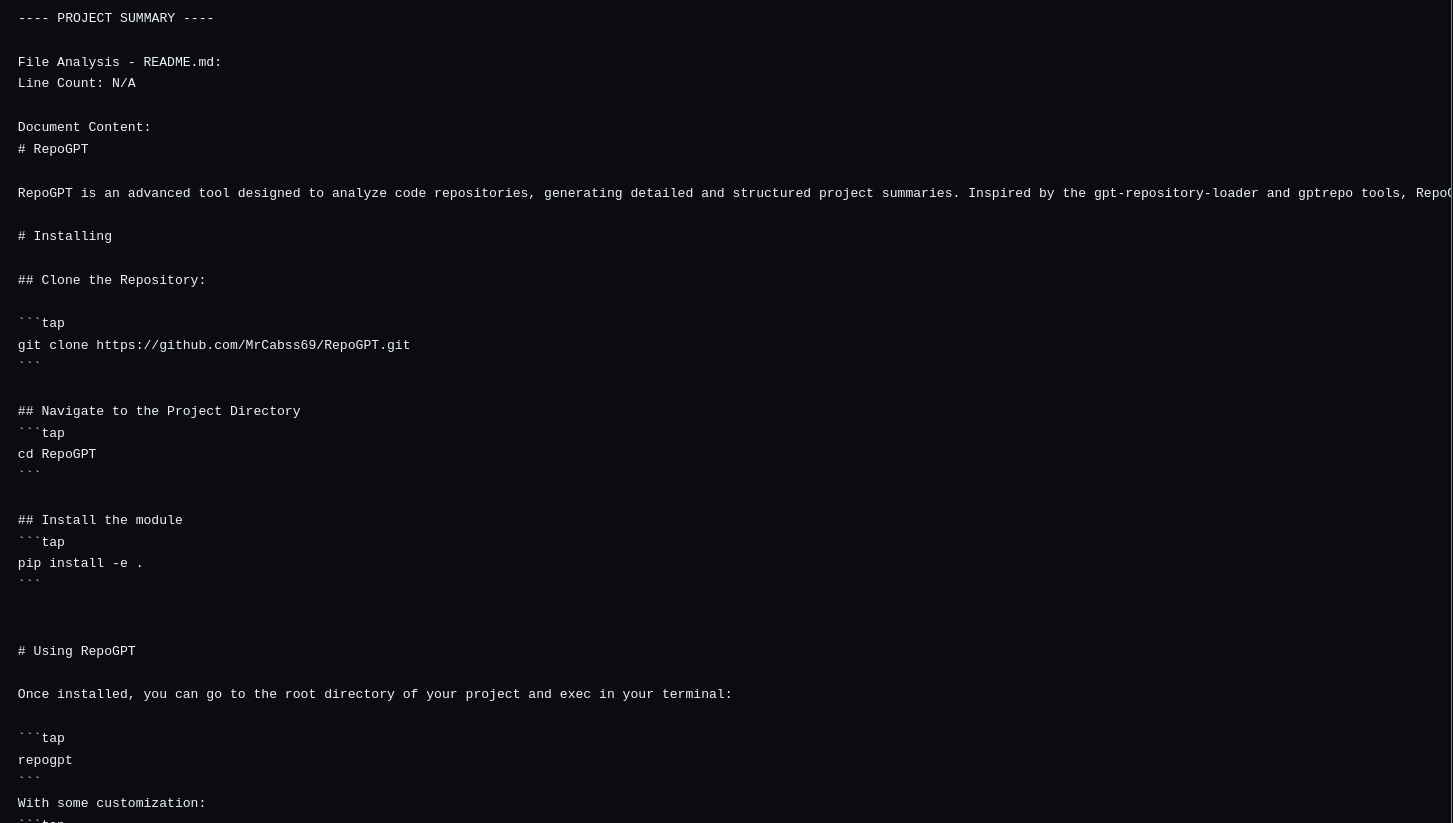 ---- PROJECT SUMMARY ----
File Analysis - README.md:
Line Count: N/A
Document Content:
# RepoGPT
RepoGPT is an advanced tool designed to analyze code repositories, generating detailed and structured project summaries. Inspired by the gpt-repository-loader and gptrepo tools,
# Installing
## Clone the Repository:
```tap
git clone https://github.com/MrCabss69/RepoGPT.git
```
## Navigate to the Project Directory
```tap
cd RepoGPT
```
## Install the module
```tap
pip install -e .
```
# Using RepoGPT
Once installed, you can go to the root directory of your project and exec in your terminal:
```tap
repogpt
```
With some customization: